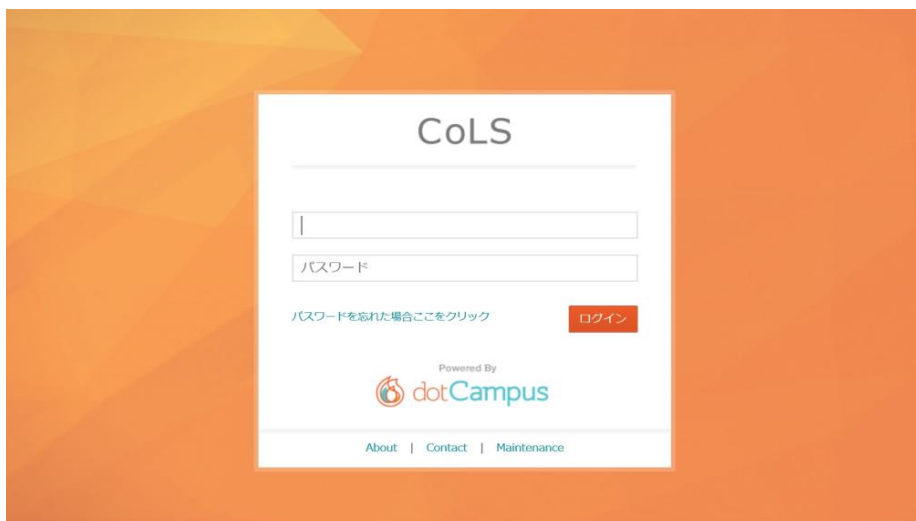 CoLS
パスワード
パスワードを忘れた場合ここをクリック
ログイン
Powered By
dotCampus
About | Contact | Maintenance